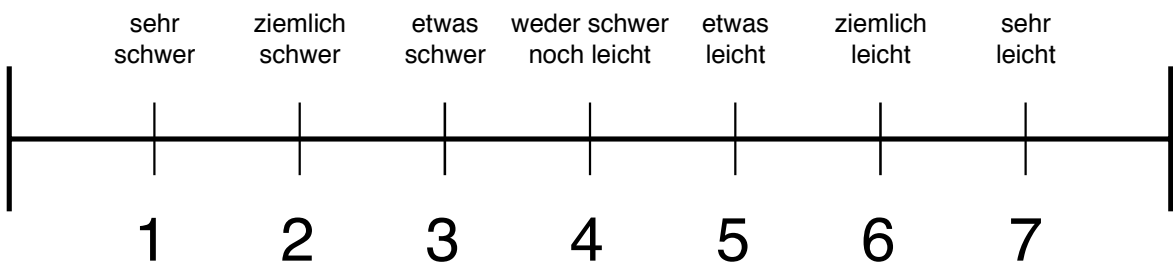 sehr ziemlich etwas weder schwer etwas ziemlich sehr
schwer schwer schwer noch leicht leicht leicht leicht
1 2 3 4 5 6 7